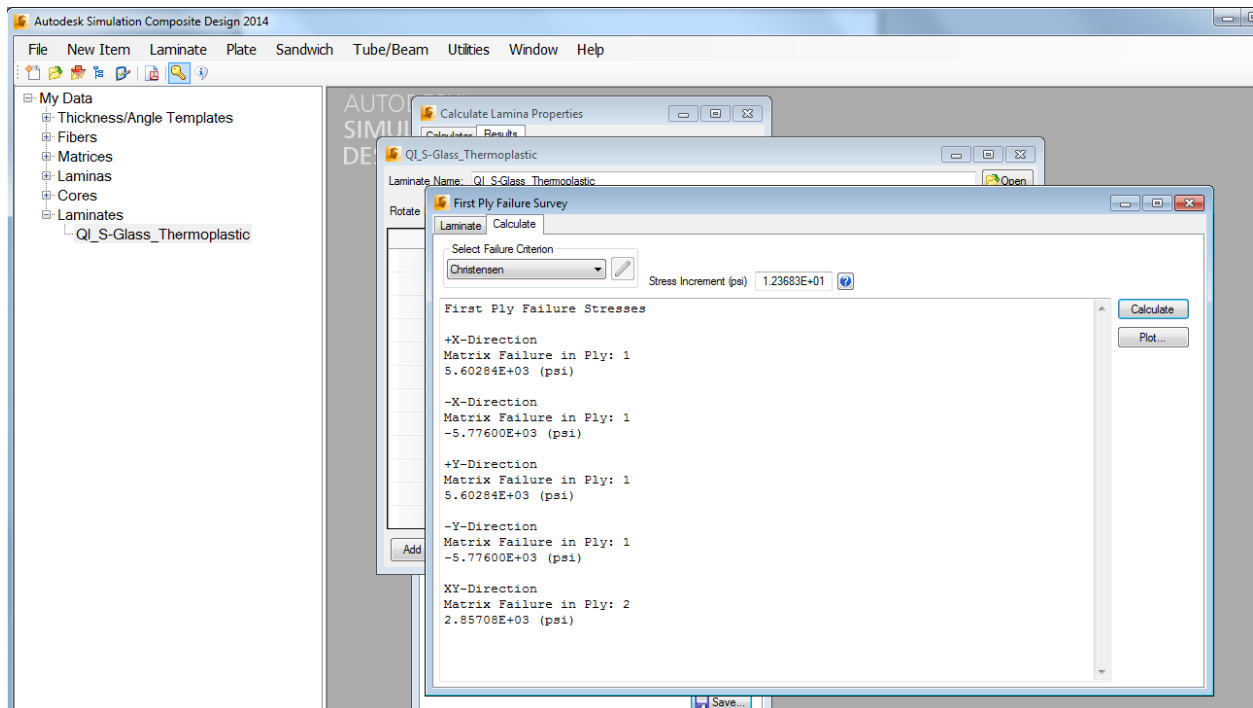 Autodesk Simulation Composite Design 2014
File New Item Laminate Plate Sandwich Tube/Beam Utilities Window Help
My Data
Thickness/Angle Templates
Fibers
Matrices
Laminas
Cores
Laminates
QI_S-Glass_Thermoplastic
Calculate Lamina Properties
Calculator Results
QI_S-Glass_Thermoplastic
Laminate Name: QI_S-Glass_Thermoplastic Open
Rotate
Add
First Ply Failure Survey
Laminate Calculate
Select Failure Criterion
Christensen
Stress Increment (psi) 1.23683E+01
Calculate
Plot...
First Ply Failure Stresses
+X-Direction
Matrix Failure in Ply: 1
5.60284E+03 (psi)
-X-Direction
Matrix Failure in Ply: 1
-5.77600E+03 (psi)
+Y-Direction
Matrix Failure in Ply: 1
5.60284E+03 (psi)
-Y-Direction
Matrix Failure in Ply: 1
-5.77600E+03 (psi)
XY-Direction
Matrix Failure in Ply: 2
2.85708E+03 (psi)
Save...